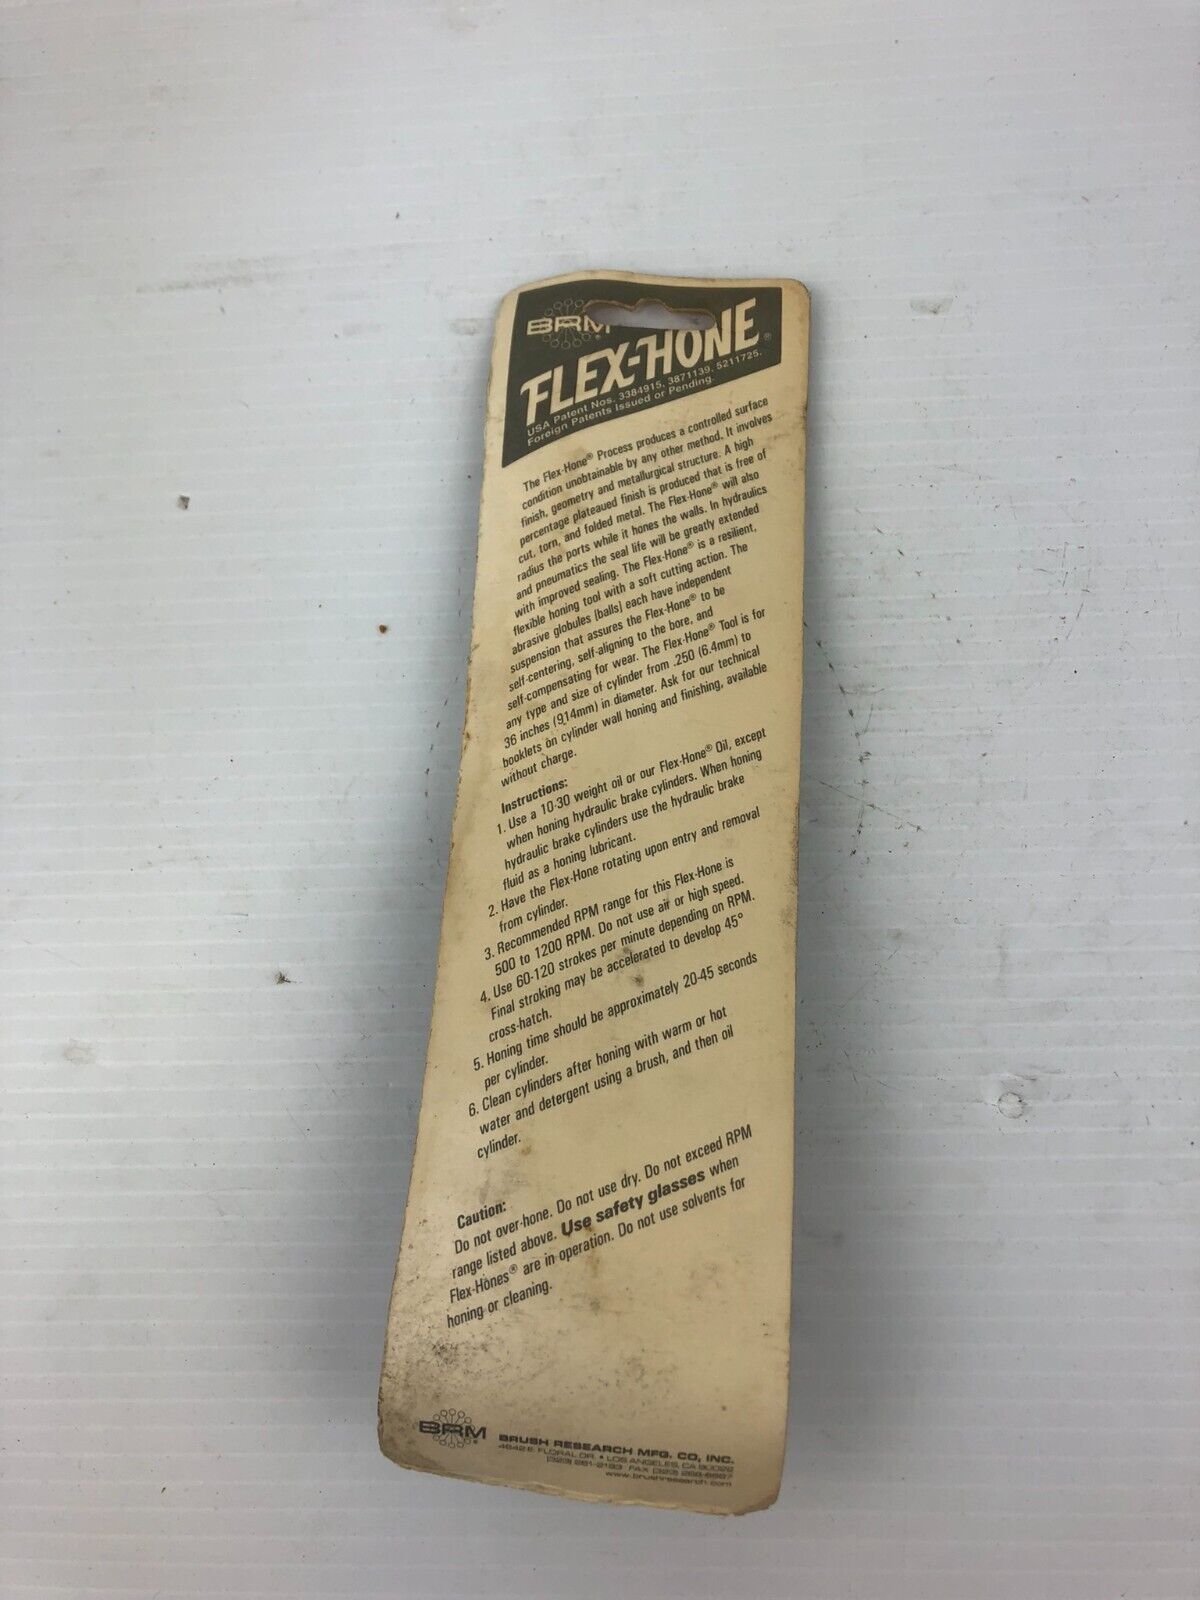 BRM
FLEX-HONE®
USA Patent Nos. 3384915, 3871139, 5211725.
Foreign Patents Issued or Pending.
The Flex-Hone® Process produces a controlled surface
condition unobtainable by any other method. It involves
finish, geometry and metallurgical structure. A high
percentage plateaued finish is produced that is free of
cut, torn, and folded metal. The Flex-Hone® will also
radius the ports while it hones the walls. In hydraulics
and pneumatics the seal life will be greatly extended
with improved sealing. The Flex-Hone® is a resilient,
flexible honing tool with a soft cutting action. The
abrasive globules (balls) each have independent
suspension that assures the Flex-Hone® to be
self-centering, self-aligning to the bore, and
self-compensating for wear. The Flex-Hone® Tool is for
any type and size of cylinder from .250 (6.4mm) to
36 inches (914mm) in diameter. Ask for our technical
booklets on cylinder wall honing and finishing, available
without charge.
Instructions:
1. Use a 10-30 weight oil or our Flex-Hone® Oil, except
when honing hydraulic brake cylinders. When honing
hydraulic brake cylinders use the hydraulic brake
fluid as a honing lubricant.
2. Have the Flex-Hone rotating upon entry and removal
from cylinder.
3. Recommended RPM range for this Flex-Hone is
500 to 1200 RPM. Do not use air or high speed.
4. Use 60-120 strokes per minute depending on RPM.
Final stroking may be accelerated to develop 45°
cross-hatch.
5. Honing time should be approximately 20-45 seconds
per cylinder.
6. Clean cylinders after honing with warm or hot
water and detergent using a brush, and then oil
cylinder.
Caution:
Do not over-hone. Do not use dry. Do not exceed RPM
range listed above. Use safety glasses when
Flex-Hones® are in operation. Do not use solvents for
honing or cleaning.
BRM®
BRUSH RESEARCH MFG. CO, INC.
4642 E. FLORAL DR. • LOS ANGELES, CA 90022
(323) 261-2193 FAX (323) 268-6587
www.brushresearch.com